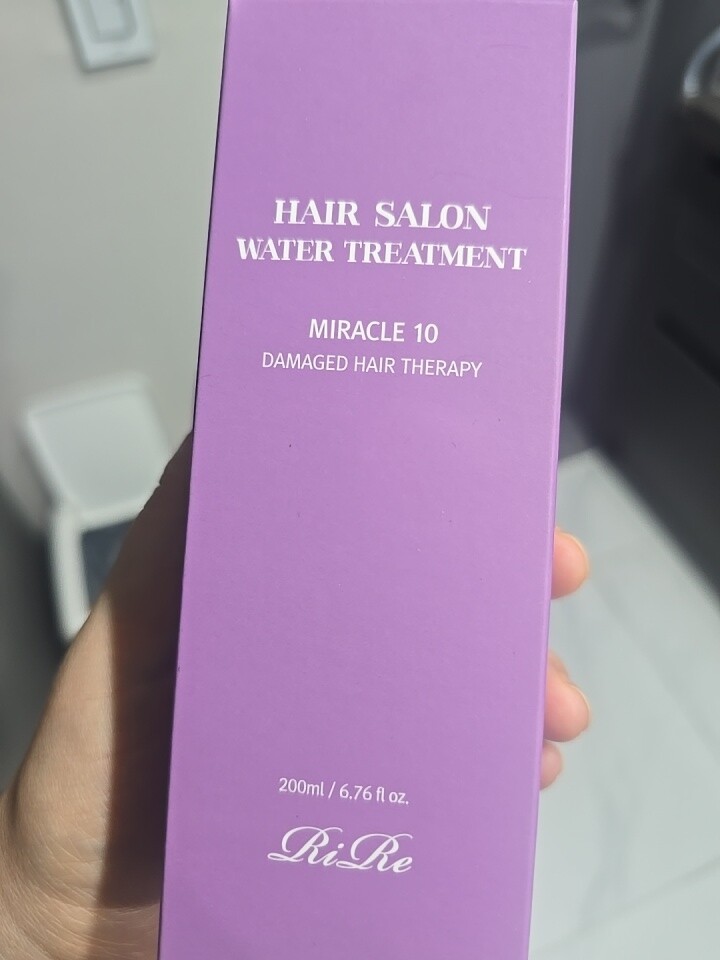 HAIR SALON
WATER TREATMENT
MIRACLE 10
DAMAGED HAIR THERAPY
200ml / 6.76 fl oz.
RiRe